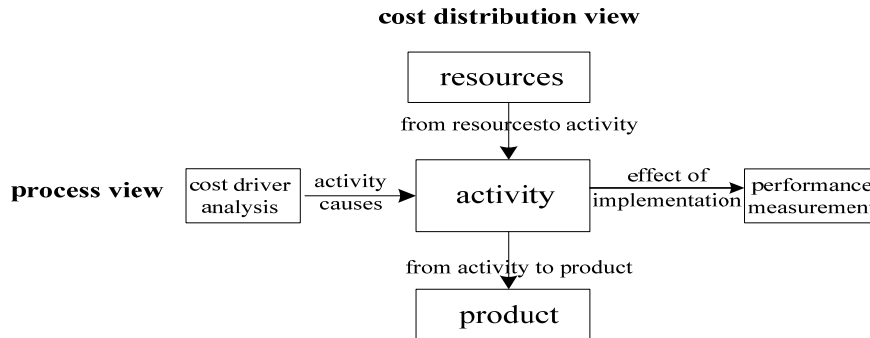 cost distribution view
resources
from resourcesto activity
process view
cost driver
analysis
activity
causes
activity
effect of
implementation
performance
measurement
from activity to product
product